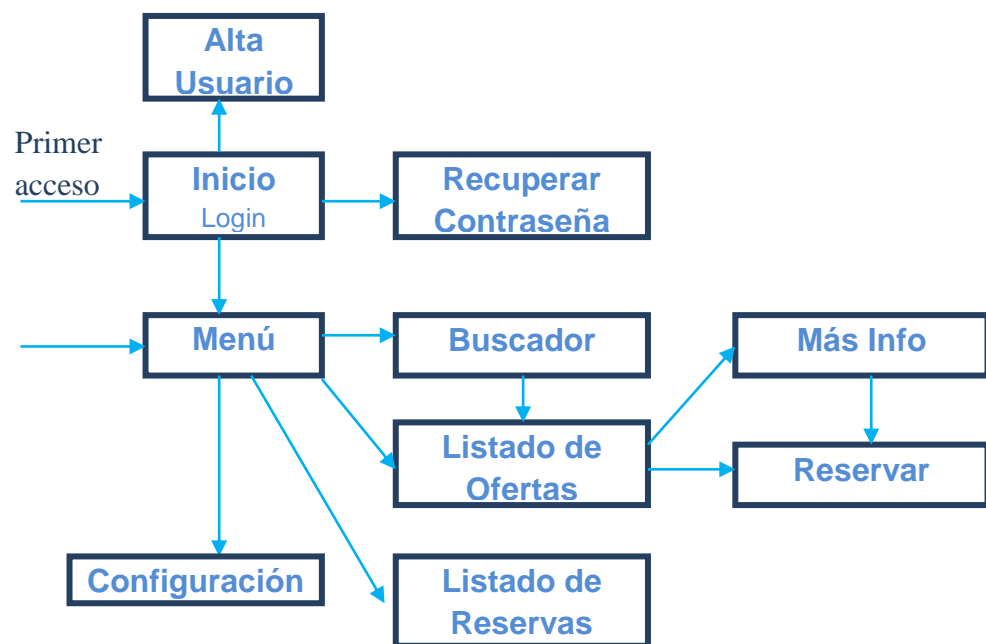 Alta
Usuario
Primer
acceso
Inicio
Login
Recuperar
Contraseña
Menú
Buscador
Más Info
Listado de
Ofertas
Reservar
Configuración
Listado de
Reservas